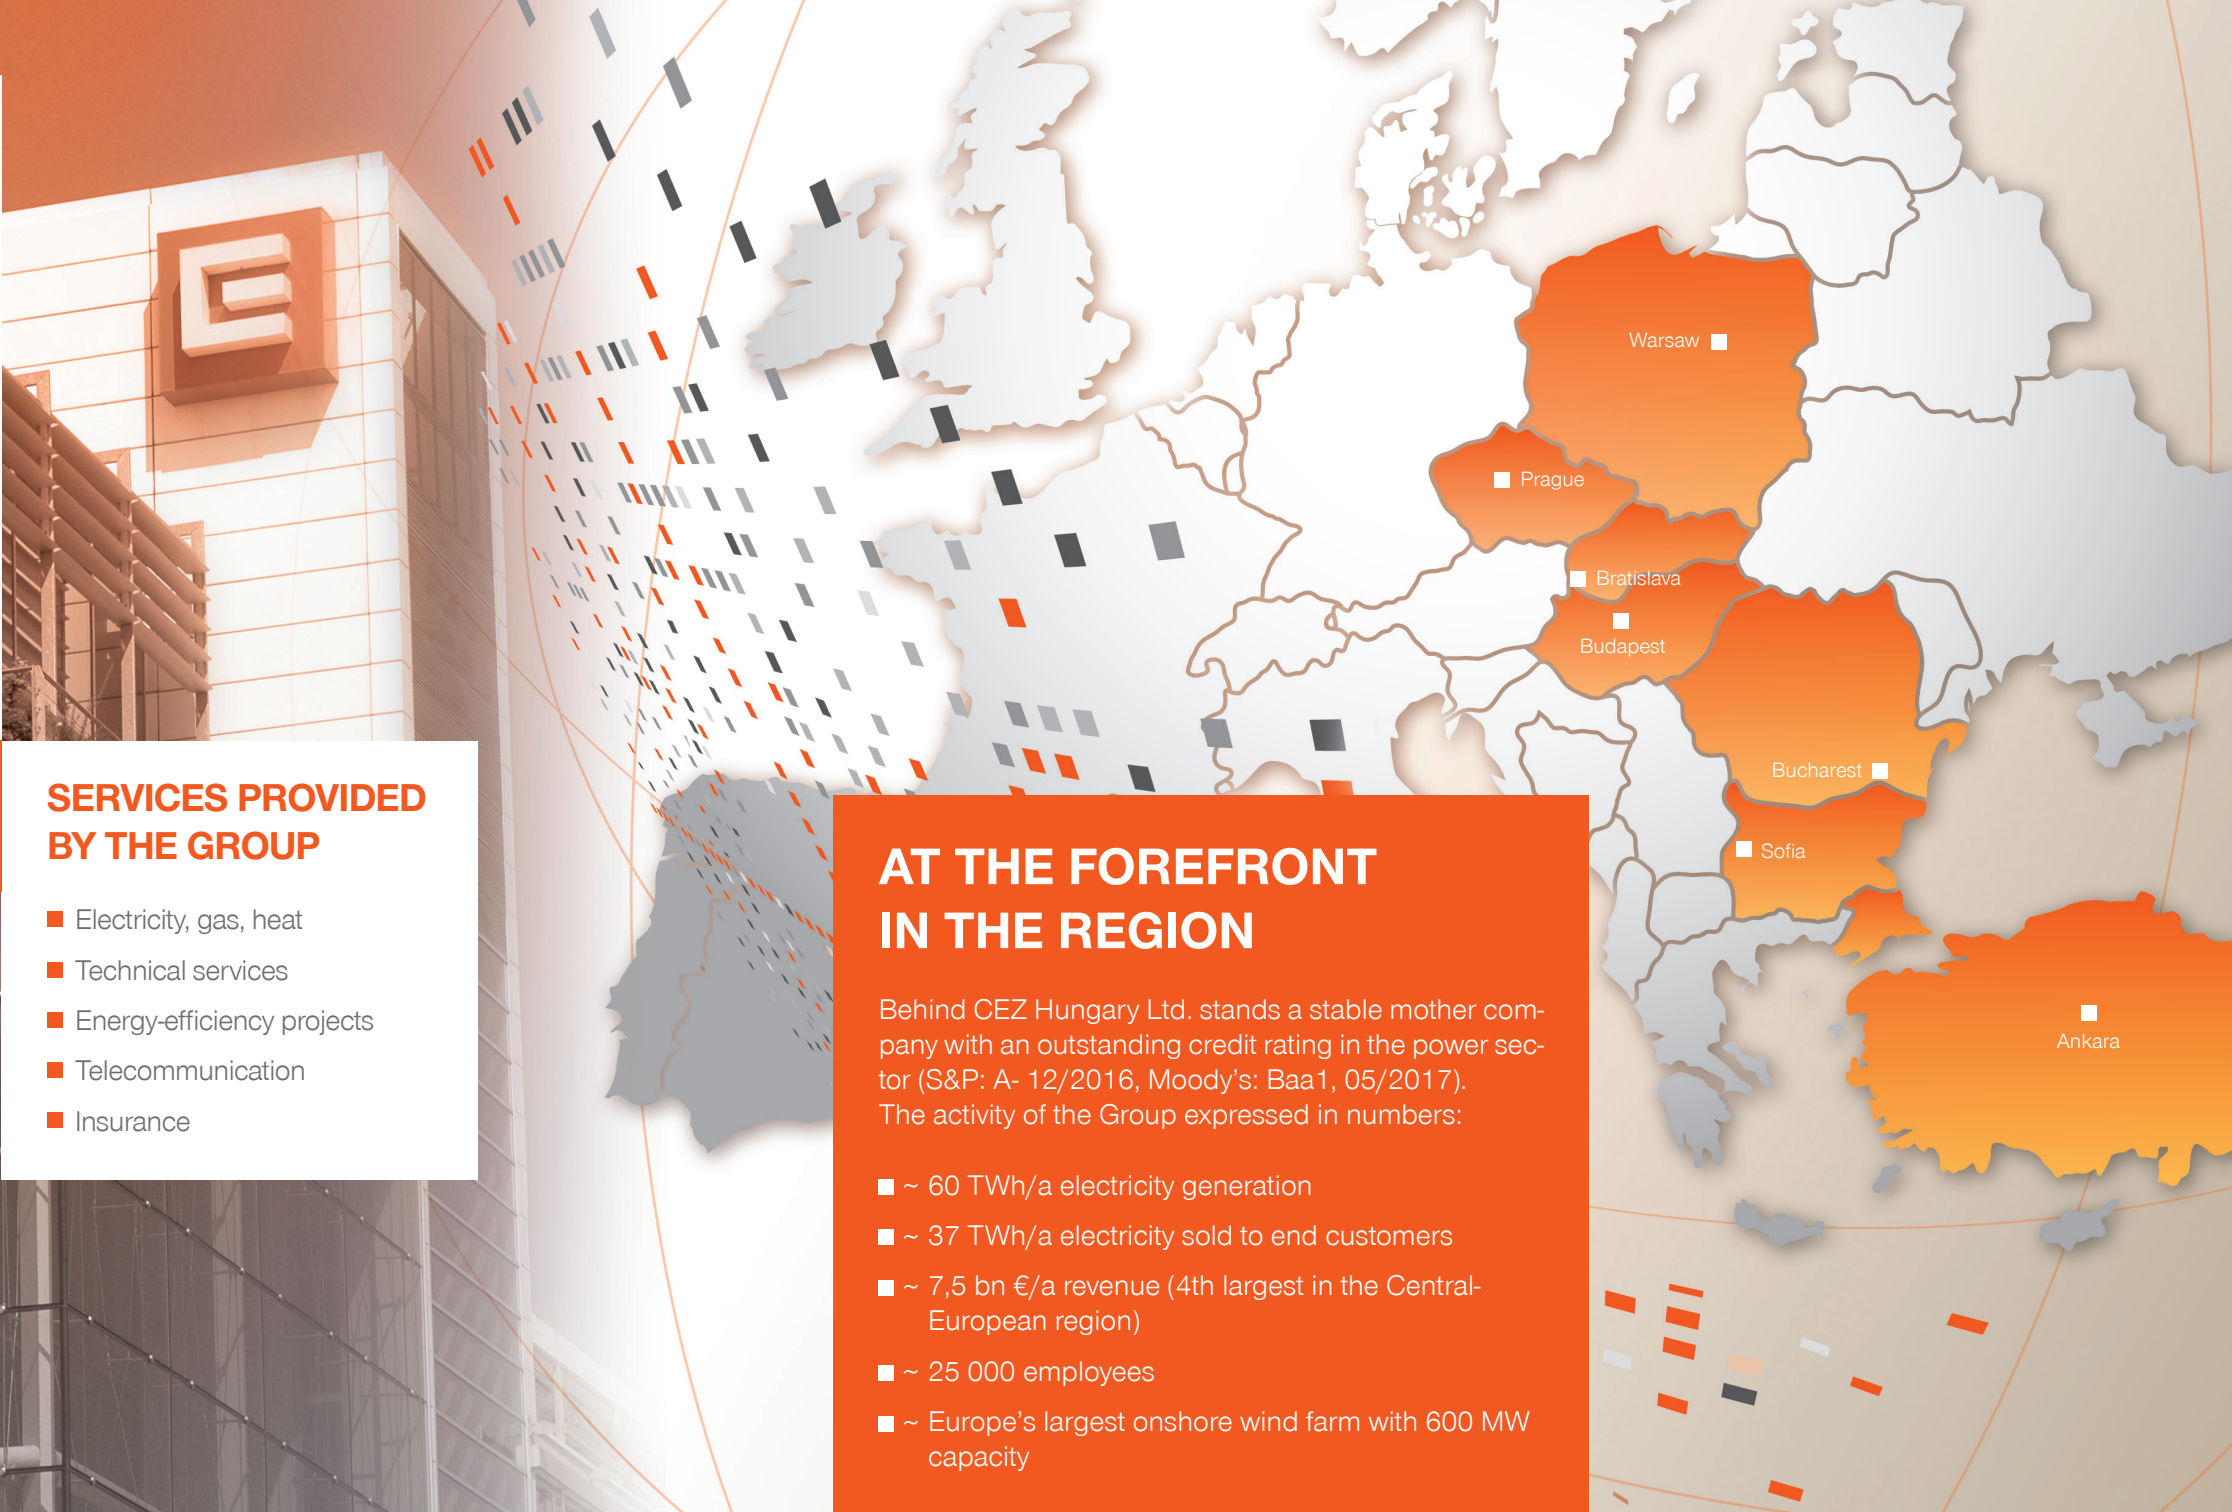 SERVICES PROVIDED
BY THE GROUP
Electricity, gas, heat
Technical services
Energy-efficiency projects
Telecommunication
Insurance
AT THE FOREFRONT
IN THE REGION
Behind CEZ Hungary Ltd. stands a stable mother com-
pany with an outstanding credit rating in the power sec-
tor (S&P: A- 12/2016, Moody’s: Baa1, 05/2017).
The activity of the Group expressed in numbers:
~ 60 TWh/a electricity generation
~ 37 TWh/a electricity sold to end customers
~ 7,5 bn €/a revenue (4th largest in the Central-
European region)
~ 25 000 employees
~ Europe’s largest onshore wind farm with 600 MW
capacity
Warsaw
Prague
Bratislava
Budapest
Bucharest
Sofia
Ankara